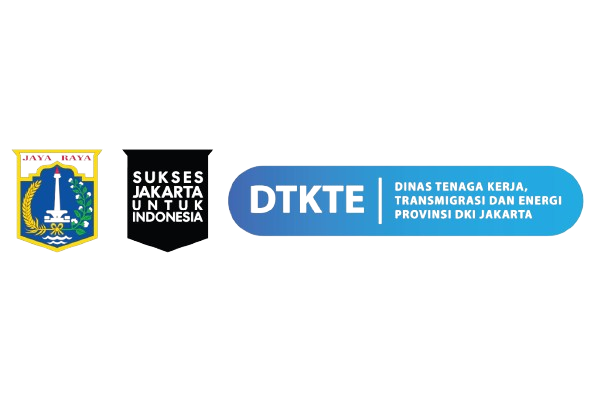 JAYA RAYA
SUKSES
JAKARTA
UNTUK
INDONESIA
DTKTE
DINAS TENAGA KERJA,
TRANSMIGRASI DAN ENERGI
PROVINSI DKI JAKARTA